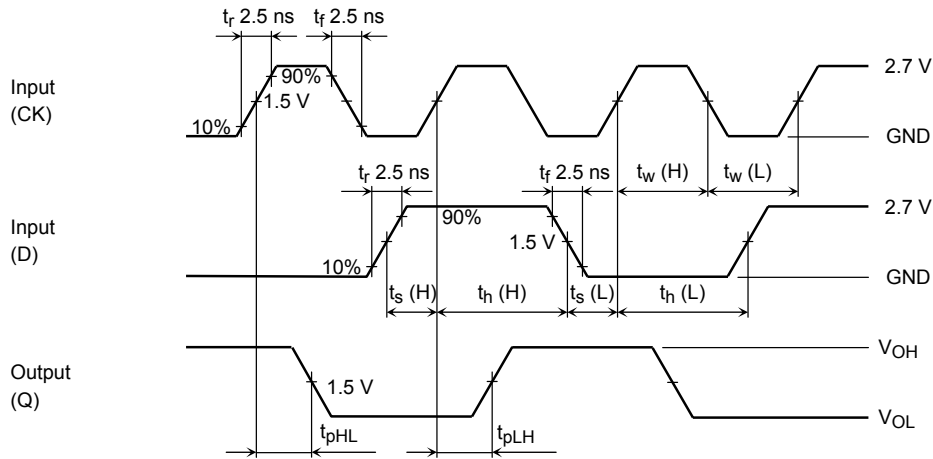 tr 2.5 ns tf 2.5 ns
Input
(CK)
90%
1.5 V
10%
2.7 V
GND
tr 2.5 ns tf 2.5 ns tw (H) tw (L)
Input
(D)
90%
1.5 V
10%
2.7 V
GND
ts (H) th (H) ts (L) th (L)
Output
(Q)
1.5 V
VOH
VOL
tpHL tpLH